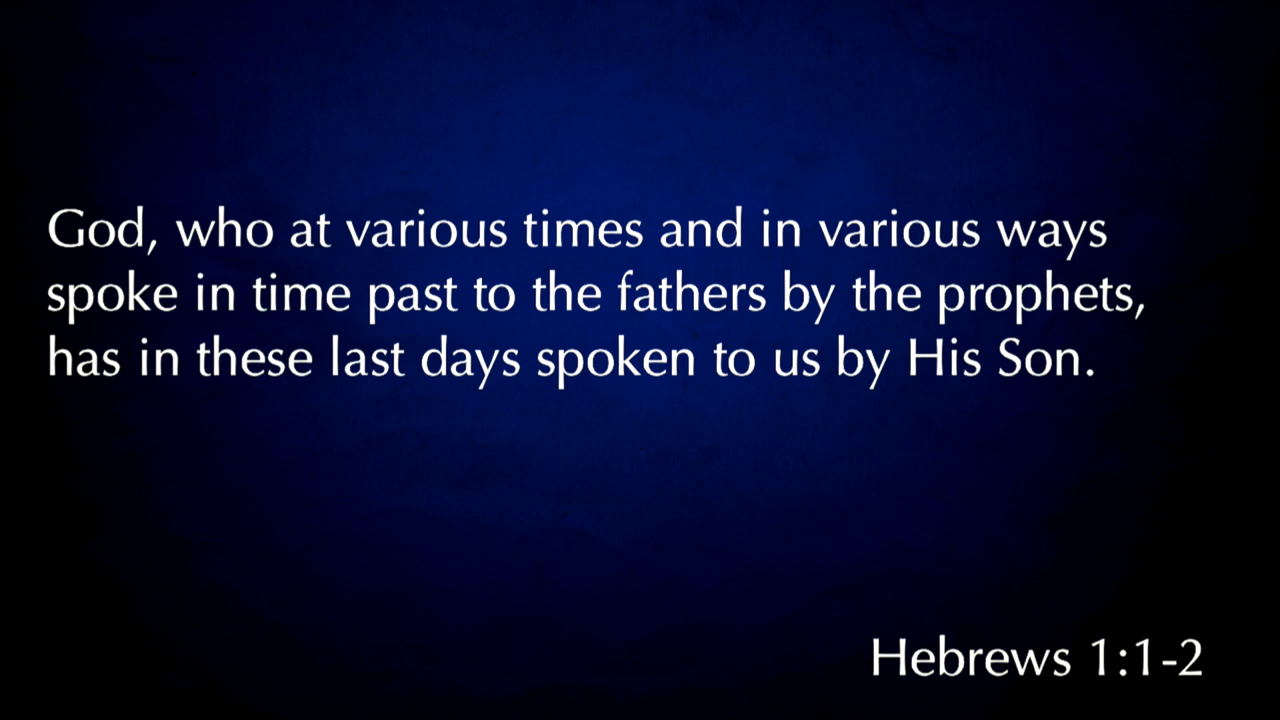 God, who at various times and in various ways
spoke in time past to the fathers by the prophets,
has in these last days spoken to us by His Son.
Hebrews 1:1-2